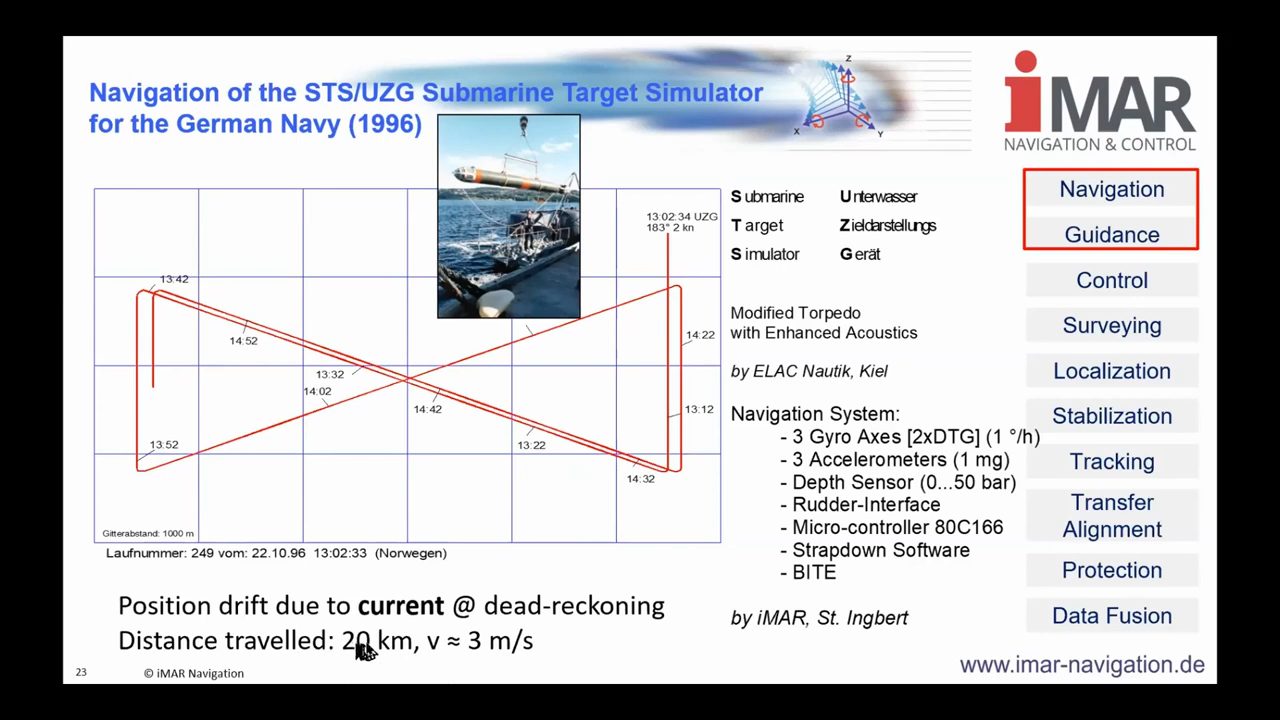 Navigation of the STS/UZG Submarine Target Simulator
for the German Navy (1996)
Z
X
Y
iMAR
NAVIGATION & CONTROL
13:02:34 UZG
183° 2 kn
13:42
14:52
13:32
14:02
14:42
13:52
13:22
14:32
14:22
13:12
Gitterabstand: 1000 m
Laufnummer: 249 vom: 22.10.96 13:02:33 (Norwegen)
Submarine Unterwasser
Target Zieldarstellungs
Simulator Gerät
Modified Torpedo
with Enhanced Acoustics
by ELAC Nautik, Kiel
Navigation System:
- 3 Gyro Axes [2xDTG] (1 °/h)
- 3 Accelerometers (1 mg)
- Depth Sensor (0...50 bar)
- Rudder-Interface
- Micro-controller 80C166
- Strapdown Software
- BITE
by iMAR, St. Ingbert
Navigation
Guidance
Control
Surveying
Localization
Stabilization
Tracking
Transfer
Alignment
Protection
Data Fusion
Position drift due to current @ dead-reckoning
Distance travelled: 20 km, v ≈ 3 m/s
23
© iMAR Navigation
www.imar-navigation.de